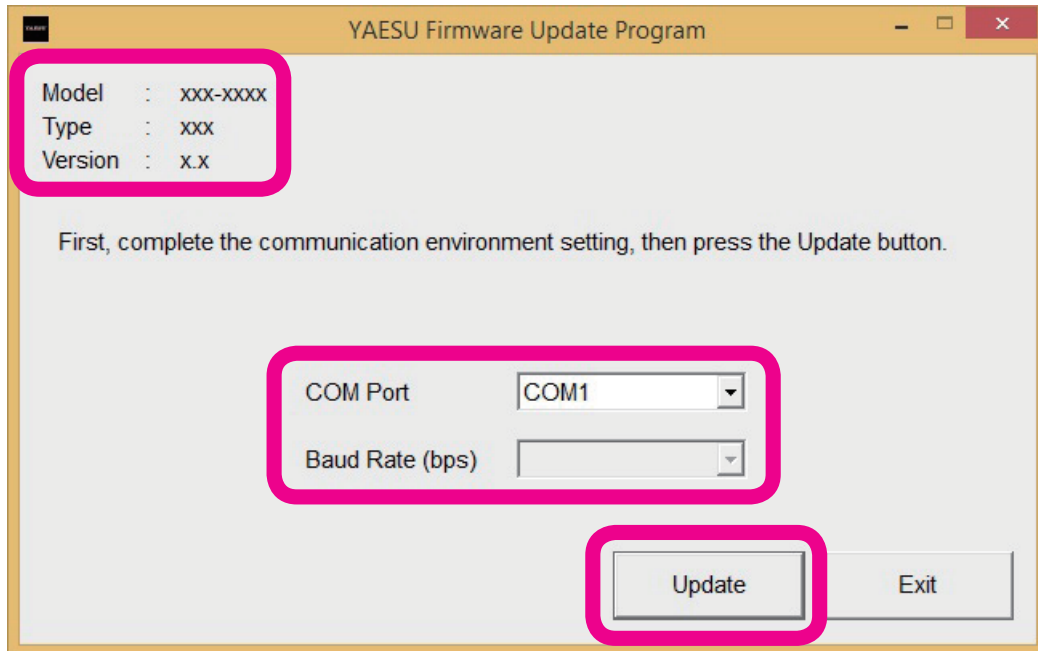 YAESU
YAESU Firmware Update Program
Model : xxx-xxxx
Type : xxx
Version : x.x
First, complete the communication environment setting, then press the Update button.
COM Port COM1
Baud Rate (bps)
Update Exit